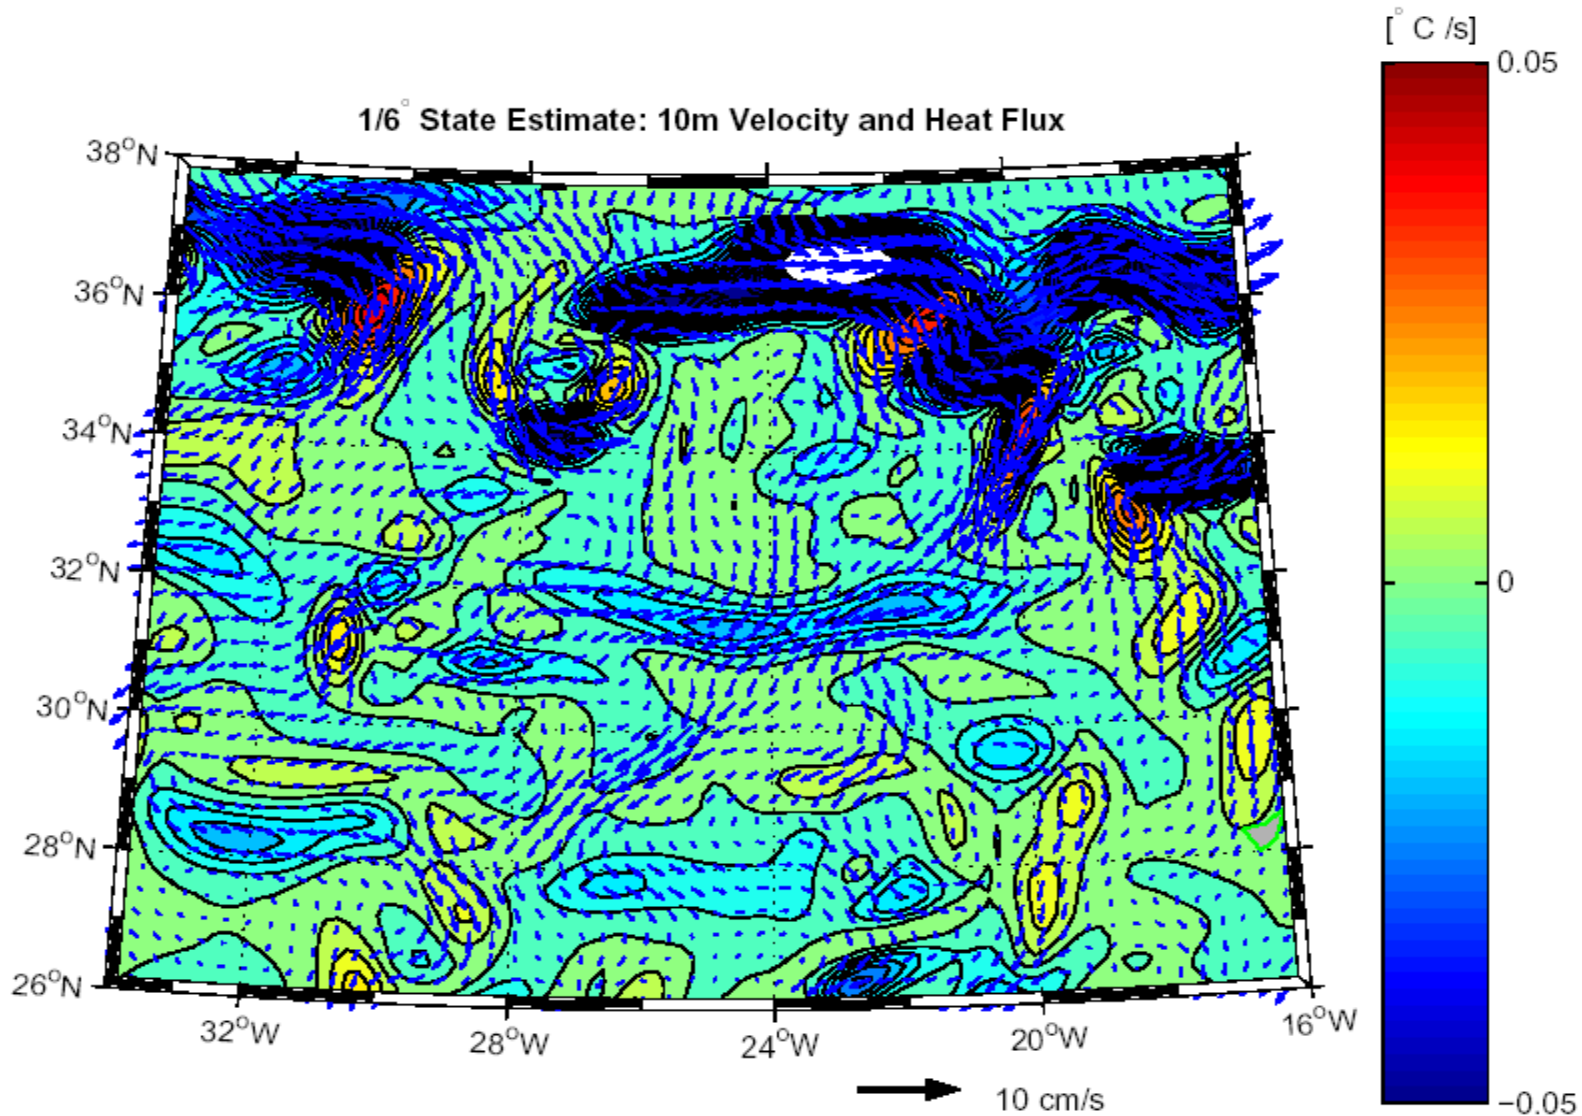 [° C /s]
0.05
1/6° State Estimate: 10m Velocity and Heat Flux
38°N
36°N
34°N
32°N
0
30°N
28°N
26°N
32°W
28°W
24°W
20°W
16°W
10 cm/s
−0.05